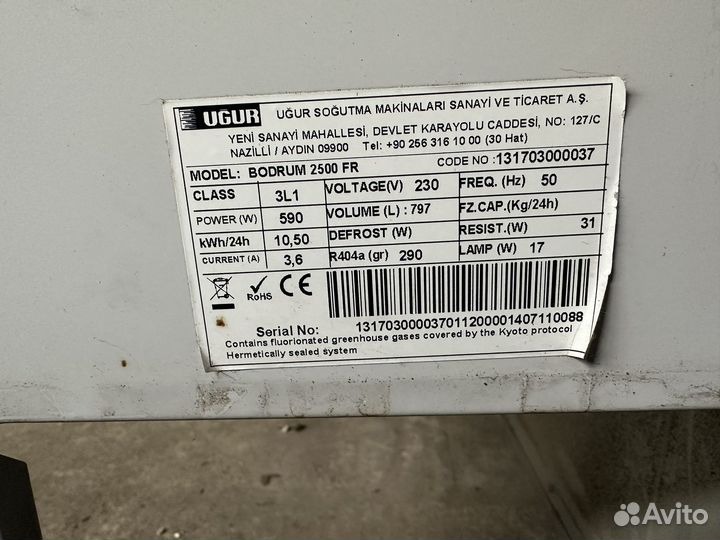 UĞUR UĞUR SOĞUTMA MAKİNALARI SANAYİ VE TİCARET A.Ş.
YENİ SANAYİ MAHALLESİ, DEVLET KARAYOLU CADDESİ, NO: 127/C
NAZİLLİ / AYDIN 09900 Tel: +90 256 316 10 00 (30 Hat)
MODEL: BODRUM 2500 FR CODE NO :131703000037
CLASS 3L1 VOLTAGE(V) 230 FREQ. (Hz) 50
POWER (W) 590 VOLUME (L) : 797 FZ.CAP.(Kg/24h)
kWh/24h 10,50 DEFROST (W) RESIST. (W) 31
CURRENT (A) 3,6 R404a (gr) 290 LAMP (W) 17
RoHS CE
Serial No: 131703000037011200001407110088
Contains fluorionated greenhouse gases covered by the Kyoto protocol
Hermetically sealed system
Avito